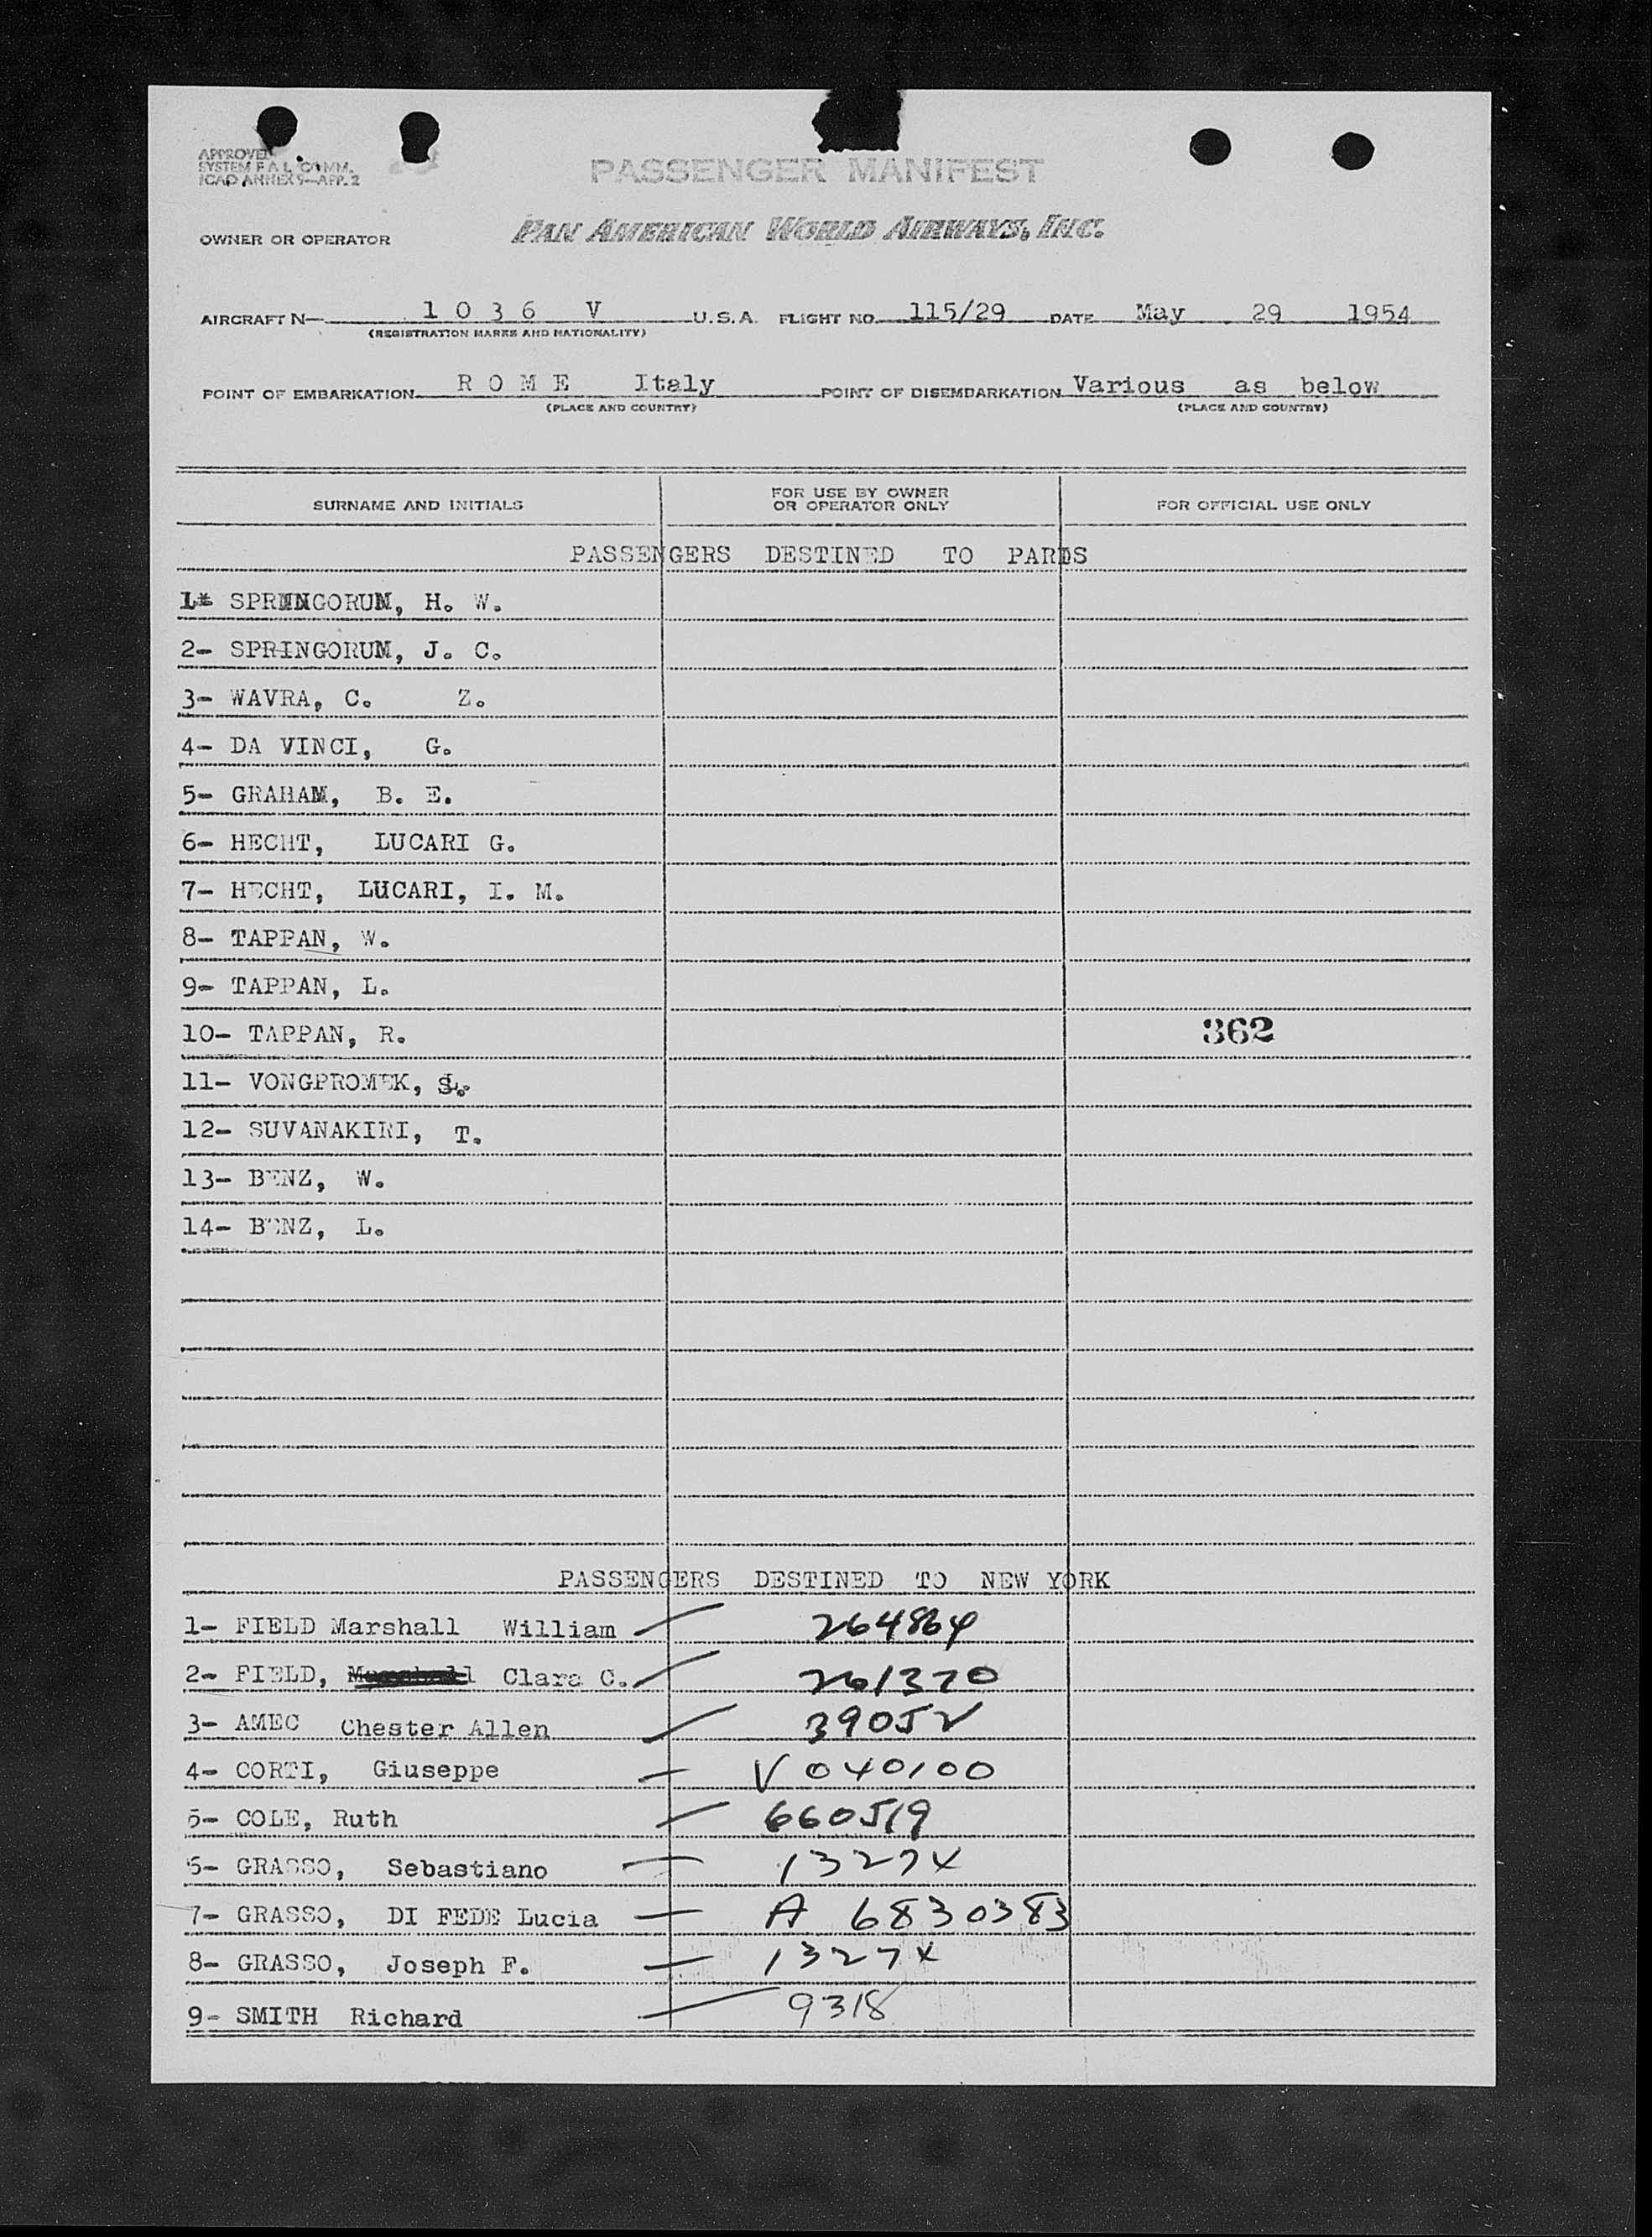 APPROVED
SYSTEM F A L COMM.
ICAO ANNEX 9—APP. 2
PASSENGER MANIFEST
OWNER OR OPERATOR PAN AMERICAN WORLD AIRWAYS, INC.
AIRCRAFT N— 1 0 3 6 V U.S.A. FLIGHT NO. 115/29 DATE May 29 1954
(REGISTRATION MARKS AND NATIONALITY)
POINT OF EMBARKATION R O M E Italy POINT OF DISEMBARKATION Various as below
(PLACE AND COUNTRY) (PLACE AND COUNTRY)
SURNAME AND INITIALS FOR USE BY OWNER OR OPERATOR ONLY FOR OFFICIAL USE ONLY
PASSENGERS DESTINED TO PARIS
1- SPRINGORUM, H. W.
2- SPRINGORUM, J. C.
3- WAVRA, C. Z.
4- DA VINCI, G.
5- GRAHAM, B. E.
6- HECHT, LUCARI G.
7- HECHT, LUCARI, I. M.
8- TAPPAN, W.
9- TAPPAN, L.
10- TAPPAN, R. 362
11- VONGPROMEK,
12- SUVANAKIRI, T.
13- BENZ, W.
14- BENZ, L.
PASSENGERS DESTINED TO NEW YORK
1- FIELD Marshall William 264864
2- FIELD, Clara C. 261370
3- AMEC Chester Allen
4- CORTI, Giuseppe V 040100
5- COLE, Ruth 660519
6- GRASSO, Sebastiano 13274
7- GRASSO, DI FEDE Lucia A 6830383
8- GRASSO, Joseph F. 13274
9- SMITH Richard 9318